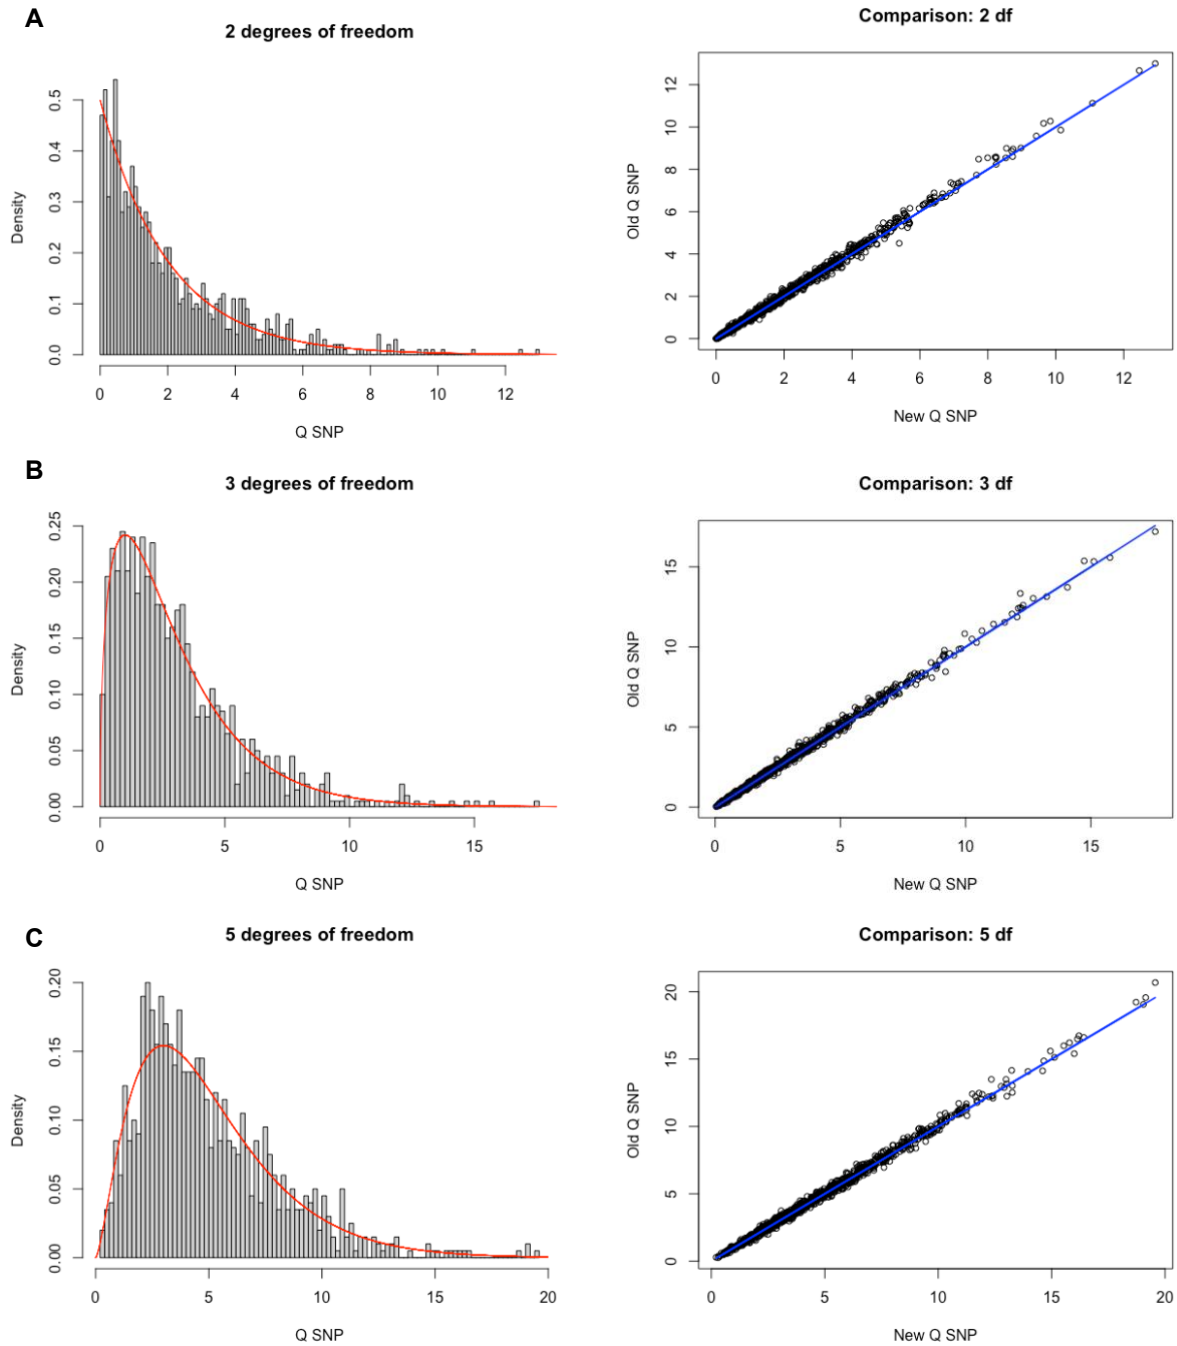 A
2 degrees of freedom
Density
0.0 0.1 0.2 0.3 0.4 0.5
0 2 4 6 8 10 12
Q SNP
Comparison: 2 df
Old Q SNP
0 2 4 6 8 10 12
0 2 4 6 8 10 12
New Q SNP
B
3 degrees of freedom
Density
0.00 0.05 0.10 0.15 0.20 0.25
0 5 10 15
Q SNP
Comparison: 3 df
Old Q SNP
0 5 10 15
0 5 10 15
New Q SNP
C
5 degrees of freedom
Density
0.00 0.05 0.10 0.15 0.20
0 5 10 15 20
Q SNP
Comparison: 5 df
Old Q SNP
0 5 10 15 20
0 5 10 15 20
New Q SNP